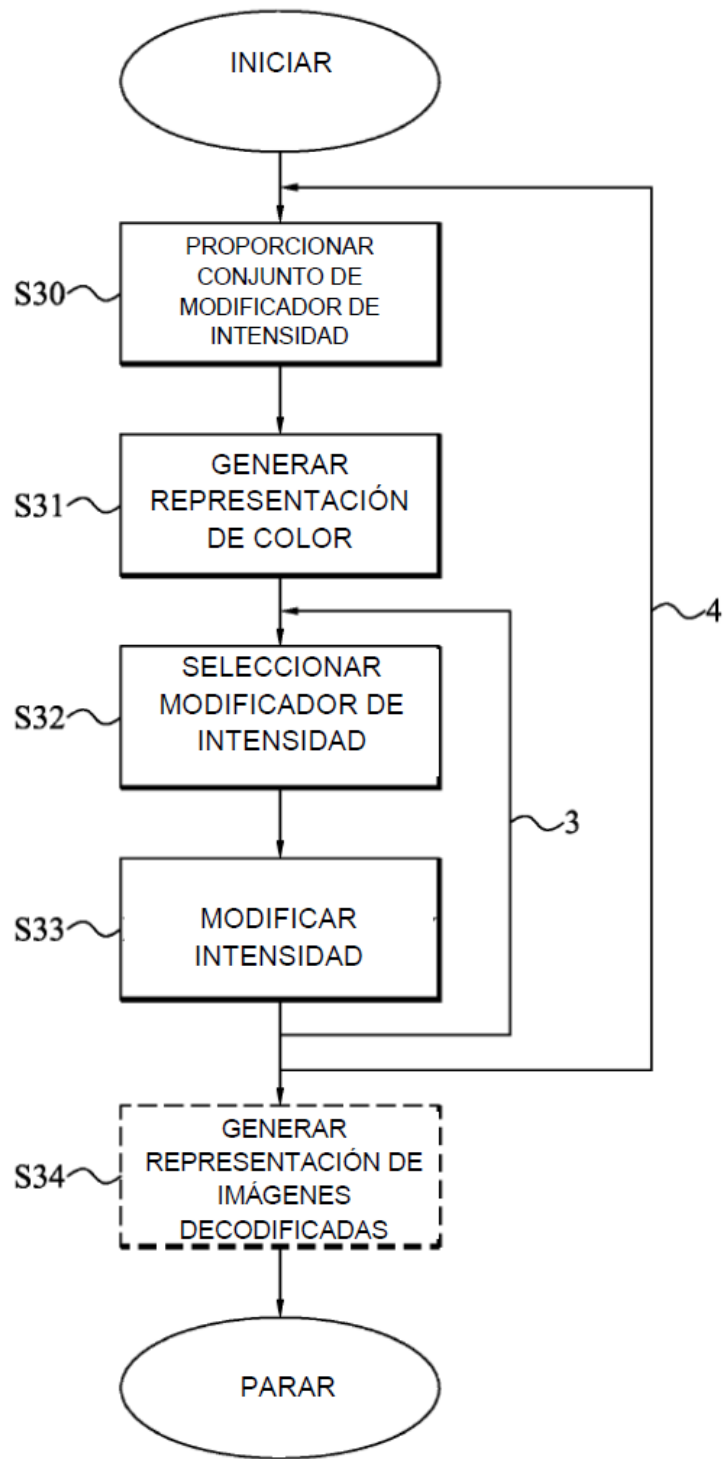 INICIAR
S30
PROPORCIONAR
CONJUNTO DE
MODIFICADOR DE
INTENSIDAD
S31
GENERAR
REPRESENTACIÓN
DE COLOR
4
S32
SELECCIONAR
MODIFICADOR DE
INTENSIDAD
3
S33
MODIFICAR
INTENSIDAD
S34
GENERAR
REPRESENTACIÓN DE
IMÁGENES
DECODIFICADAS
PARAR